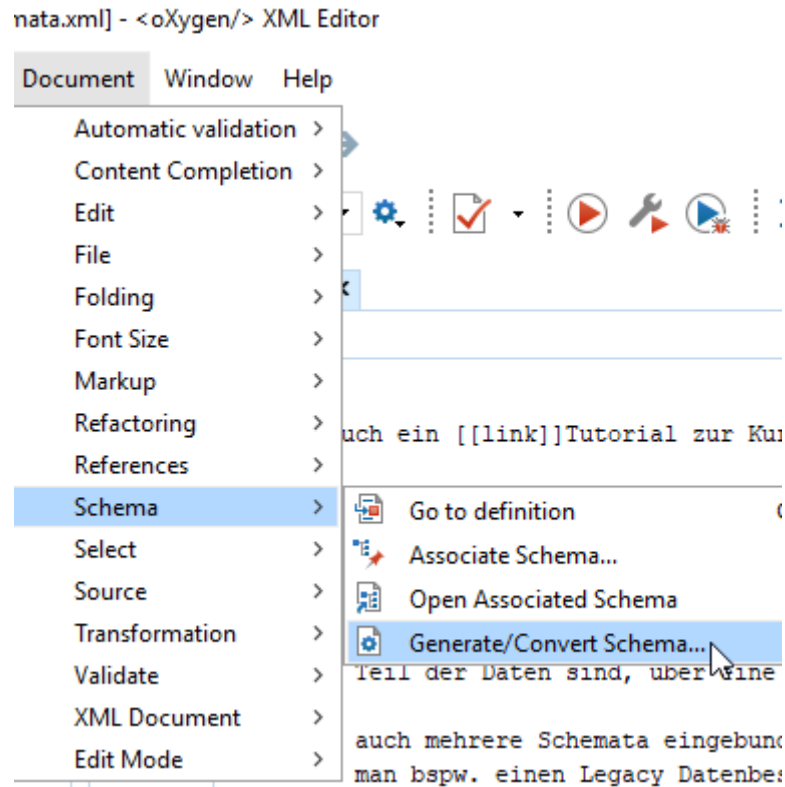 mata.xml] - <oXygen/> XML Editor
Document Window Help
Automatic validation >
Content Completion >
Edit >
File >
Folding >
Font Size >
Markup >
Refactoring >
References >
Schema >
Select >
Source >
Transformation >
Validate >
XML Document >
Edit Mode >
Go to definition
Associate Schema...
Open Associated Schema
Generate/Convert Schema...
uch ein [[link]]Tutorial zur Ku
Teil der Daten sind, über eine
auch mehrere Schemata eingebund
man bspw. einen Legacy Datenbes